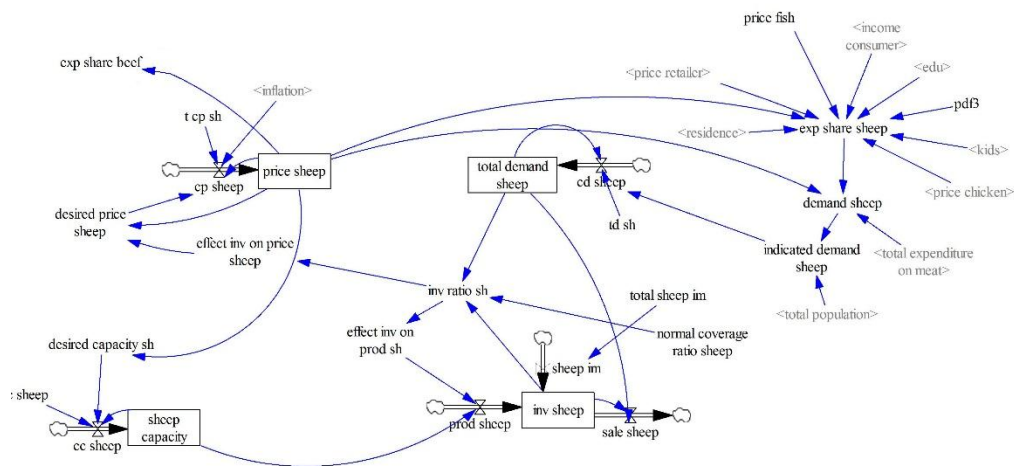 price fish
<income
consumer>
exp share beef
<price retailer>
<edu>
<inflation>
t cp sh
pdf3
<residence>
exp share sheep
cp sheep
price sheep
total demand
sheep
cd sheep
<kids>
<price chicken>
desired price
sheep
td sh
demand sheep
effect inv on price
sheep
indicated demand
sheep
<total expenditure
on meat>
inv ratio sh
total sheep im
<total population>
effect inv on
prod sh
normal coverage
ratio sheep
desired capacity sh
sheep im
: sheep
cc sheep
sheep
capacity
prod sheep
inv sheep
sale sheep